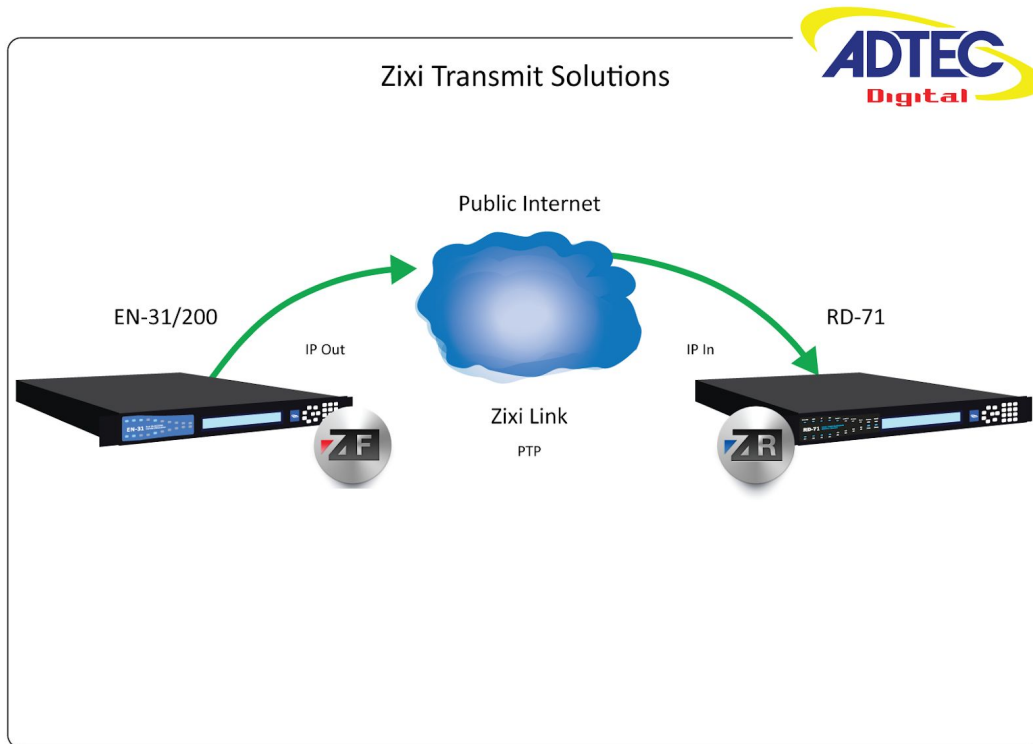 ADTEC
Digital
Zixi Transmit Solutions
Public Internet
EN-31/200
RD-71
IP Out
IP In
EN-31
RD-71
ZF
ZR
Zixi Link
PTP